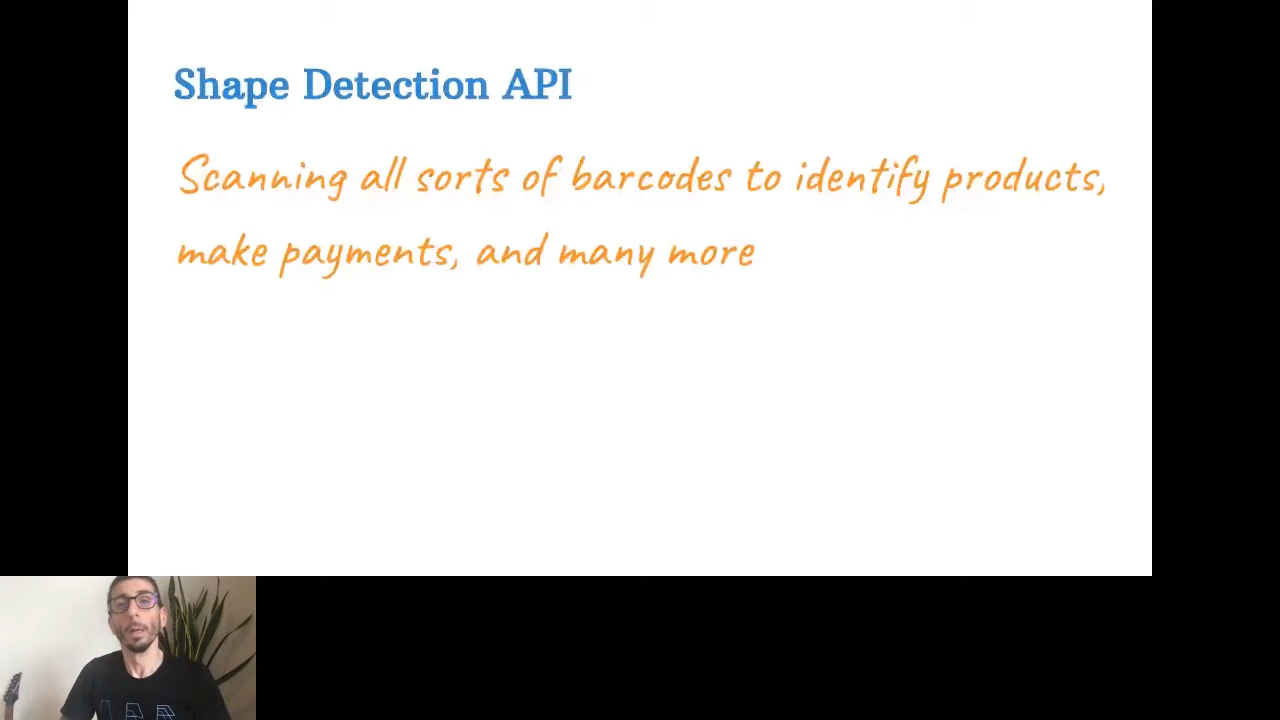 Shape Detection API
Scanning all sorts of barcodes to identify products,
make payments, and many more